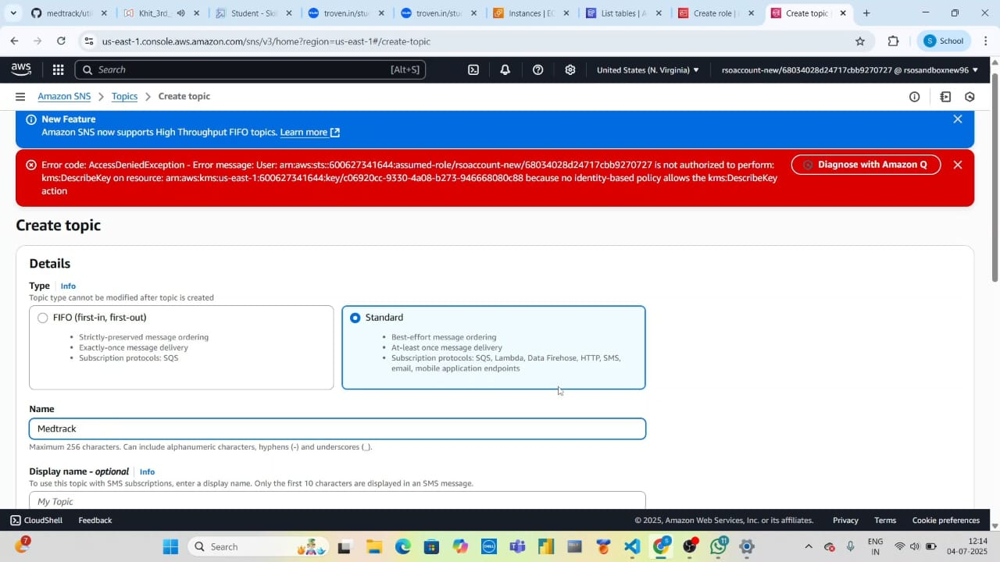 medtrack/uti
Khit_3rd_
Student - Ski
troven.in/stu
troven.in/stu
Instances | E
List tables | A
Create role |
Create topic
us-east-1.console.aws.amazon.com/sns/v3/home?region=us-east-1#/create-topic
S School
aws
Search [Alt+S]
United States (N. Virginia)
rsoaccount-new/68034028d24717cbb9270727 @ rsosandboxnew96
Amazon SNS > Topics > Create topic
New Feature
Amazon SNS now supports High Throughput FIFO topics. Learn more
Error code: AccessDeniedException - Error message: User: arn:aws:sts::600627341644:assumed-role/rsoaccount-new/68034028d24717cbb9270727 is not authorized to perform:
kms:DescribeKey on resource: arn:aws:kms:us-east-1:600627341644:key/c06920cc-9330-4a08-b273-946668080c88 because no identity-based policy allows the kms:DescribeKey
action
Diagnose with Amazon Q
Create topic
Details
Type Info
Topic type cannot be modified after topic is created
FIFO (first-in, first-out)
• Strictly-preserved message ordering
• Exactly-once message delivery
• Subscription protocols: SQS
Standard
• Best-effort message ordering
• At-least once message delivery
• Subscription protocols: SQS, Lambda, Data Firehose, HTTP, SMS,
email, mobile application endpoints
Name
Medtrack
Maximum 256 characters. Can include alphanumeric characters, hyphens (-) and underscores (_).
Display name - optional Info
To use this topic with SMS subscriptions, enter a display name. Only the first 10 characters are displayed in an SMS message.
My Topic
CloudShell Feedback
© 2025, Amazon Web Services, Inc. or its affiliates. Privacy Terms Cookie preferences
7
Search
DELL
5
11
ENG
IN
12:14
04-07-2025